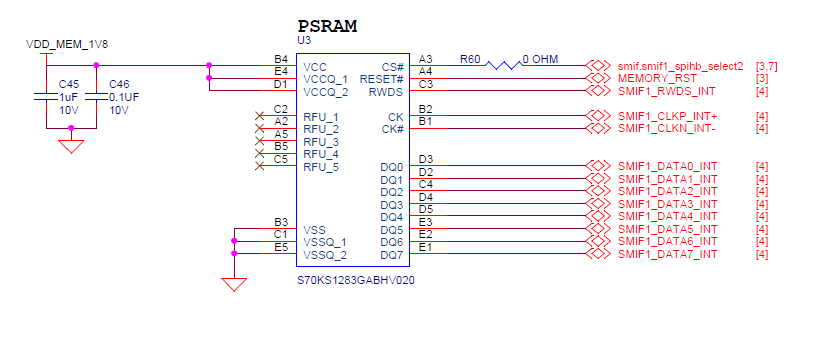 PSRAM
U3
VDD_MEM_1V8
B4 VCC CS# A3 R60 0 OHM smif.smif1_spihb_select2 [3,7]
E4 VCCQ_1 RESET# A4 MEMORY_RST [3]
D1 VCCQ_2 RWDS C3 SMIF1_RWDS_INT [4]
C45 1uF 10V
C46 0.1UF 10V
C2 RFU_1 CK B2 SMIF1_CLKP_INT+ [4]
A2 RFU_2 CK# B1 SMIF1_CLKN_INT- [4]
A5 RFU_3
B5 RFU_4
C5 RFU_5 DQ0 D3 SMIF1_DATA0_INT [4]
DQ1 D2 SMIF1_DATA1_INT [4]
DQ2 C4 SMIF1_DATA2_INT [4]
DQ3 D4 SMIF1_DATA3_INT [4]
DQ4 D5 SMIF1_DATA4_INT [4]
B3 VSS DQ5 E3 SMIF1_DATA5_INT [4]
C1 VSSQ_1 DQ6 E2 SMIF1_DATA6_INT [4]
E5 VSSQ_2 DQ7 E1 SMIF1_DATA7_INT [4]
S70KS1283GABHV020